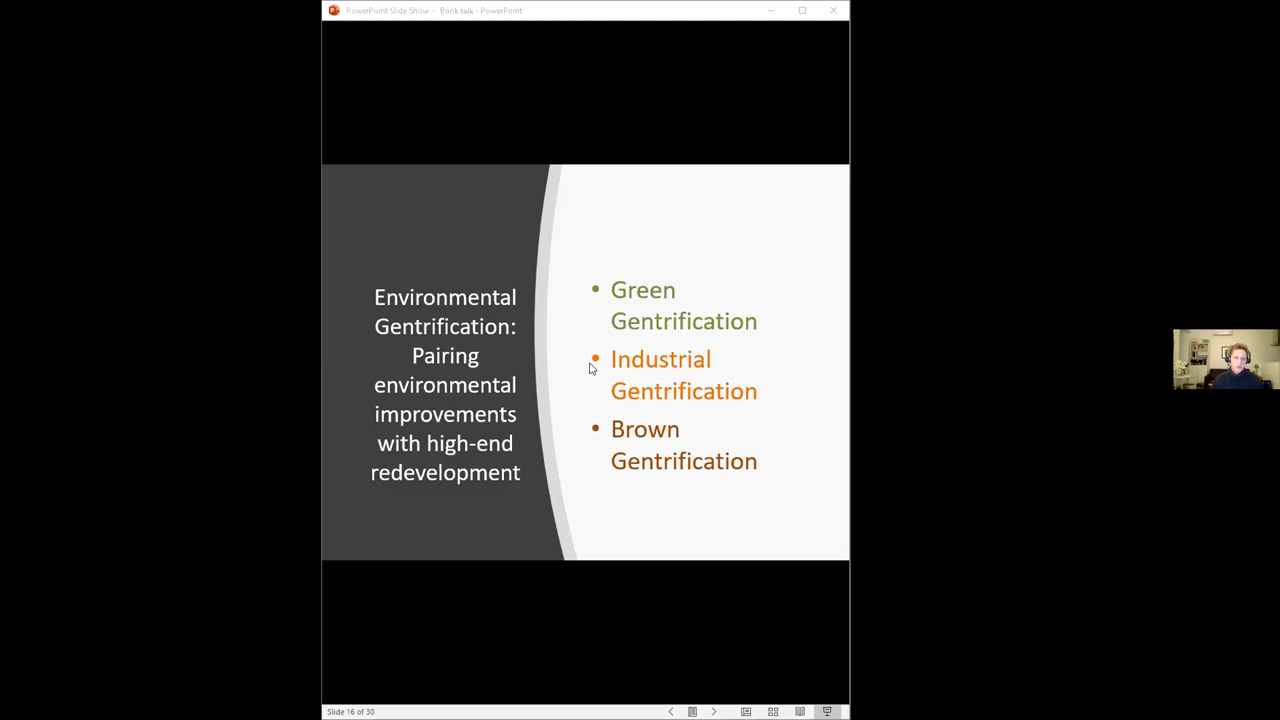 PowerPoint Slide Show - Book talk - PowerPoint
Environmental
Gentrification:
Pairing
environmental
improvements
with high-end
redevelopment
• Green
Gentrification
• Industrial
Gentrification
• Brown
Gentrification
Slide 16 of 30